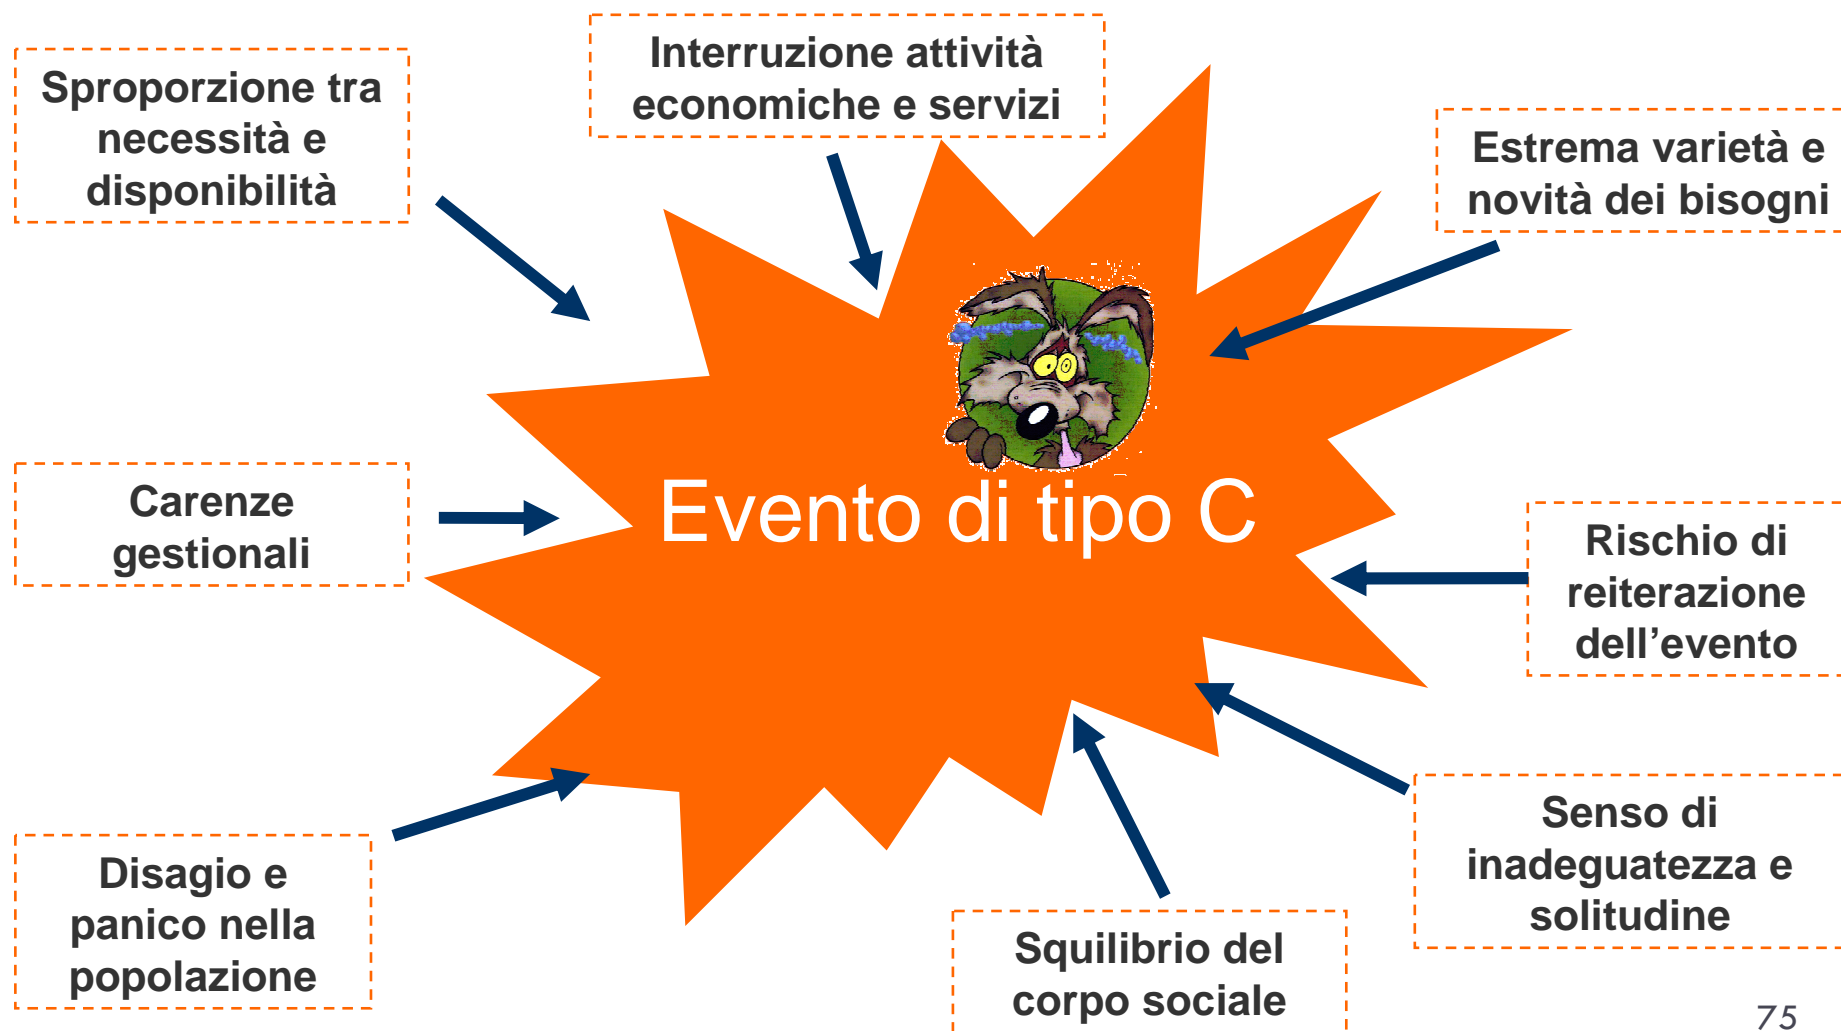 Sproporzione tra
necessità e
disponibilità
Interruzione attività
economiche e servizi
Estrema varietà e
novità dei bisogni
Carenze
gestionali
Evento di tipo C
Rischio di
reiterazione
dell’evento
Disagio e
panico nella
popolazione
Squilibrio del
corpo sociale
Senso di
inadeguatezza e
solitudine
75